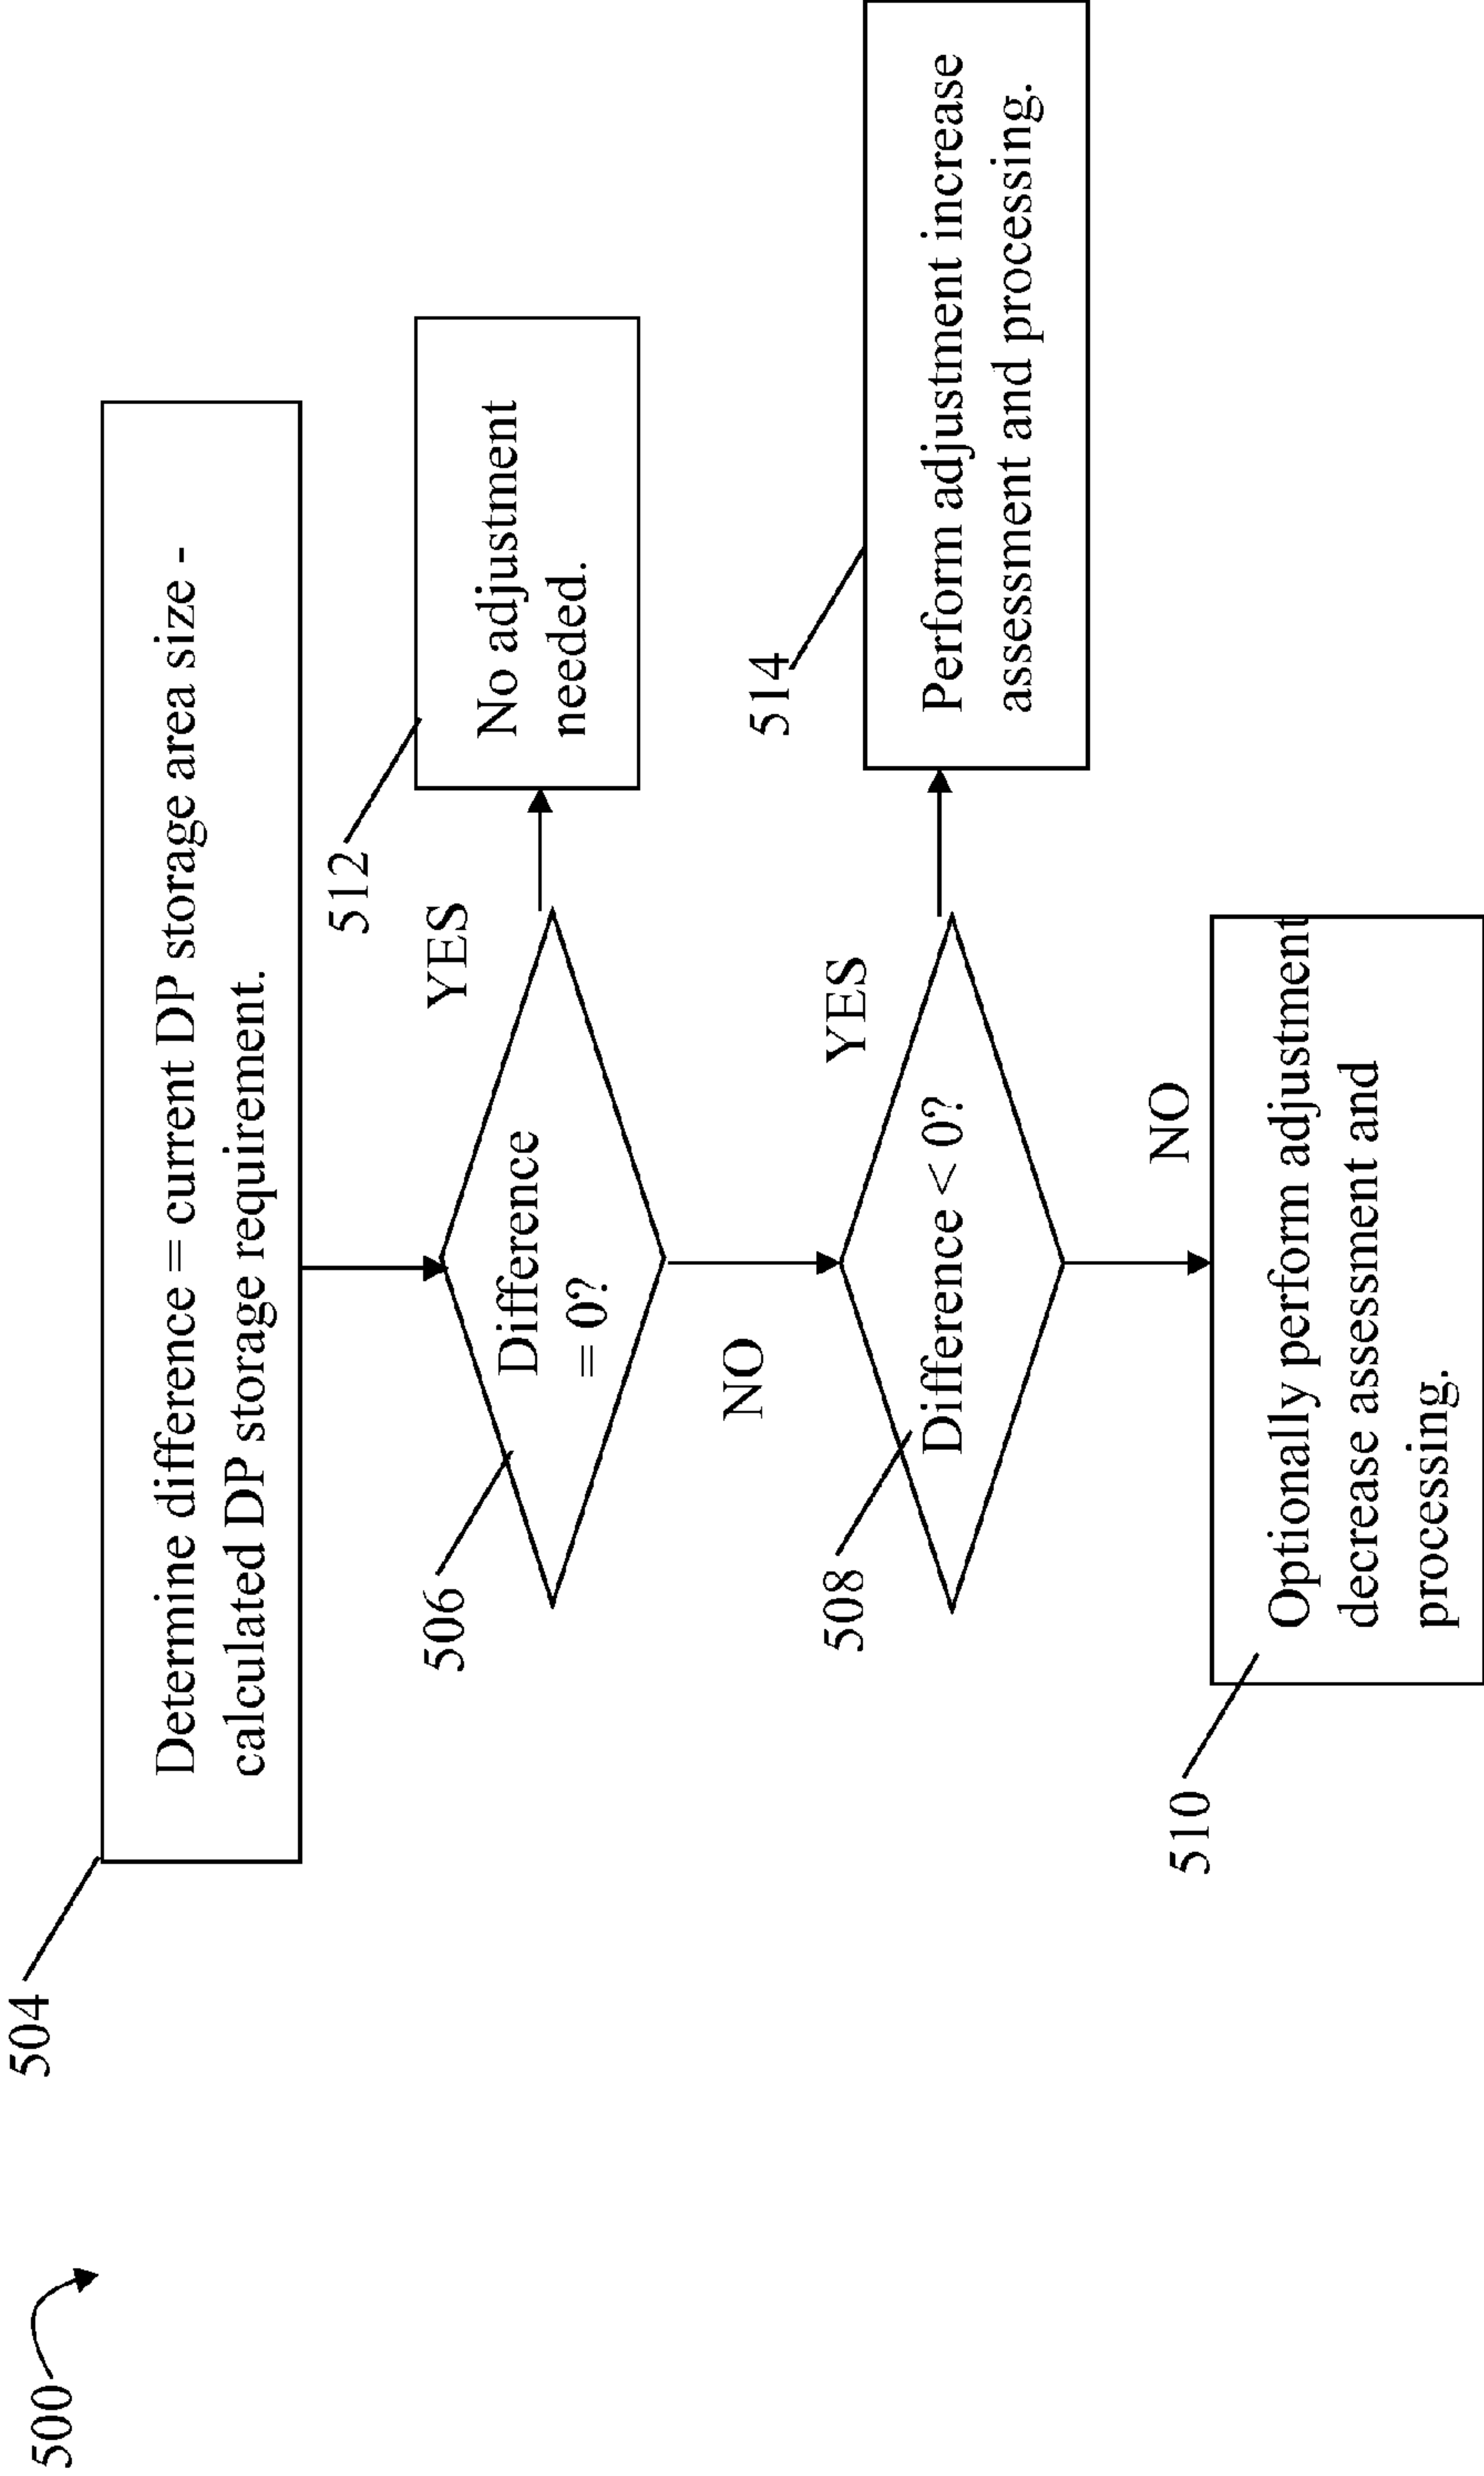 500
504
Determine difference = current DP storage area size -
calculated DP storage requirement.
506
Difference
= 0?
YES
512
No adjustment
needed.
NO
508
Difference < 0?
YES
514
Perform adjustment increase
assessment and processing.
NO
510
Optionally perform adjustment
decrease assessment and
processing.